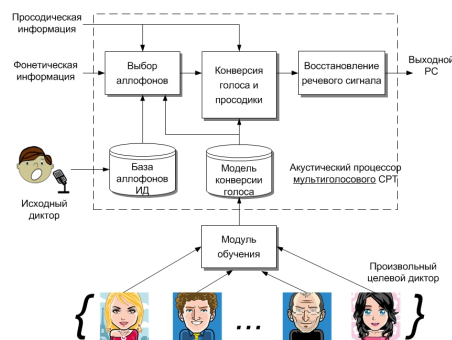 Просодическая
информация
Фонетическая
информация
Выбор
аллофонов
Конверсия
голоса и
просодики
Восстановление
речевого сигнала
Выходной
РС
База
аллофонов
ИД
Модель
конверсии
голоса
Акустический процессор
мультиголосового СРТ
Исходный
диктор
Модуль
обучения
Произвольный
целевой диктор
{ ... }